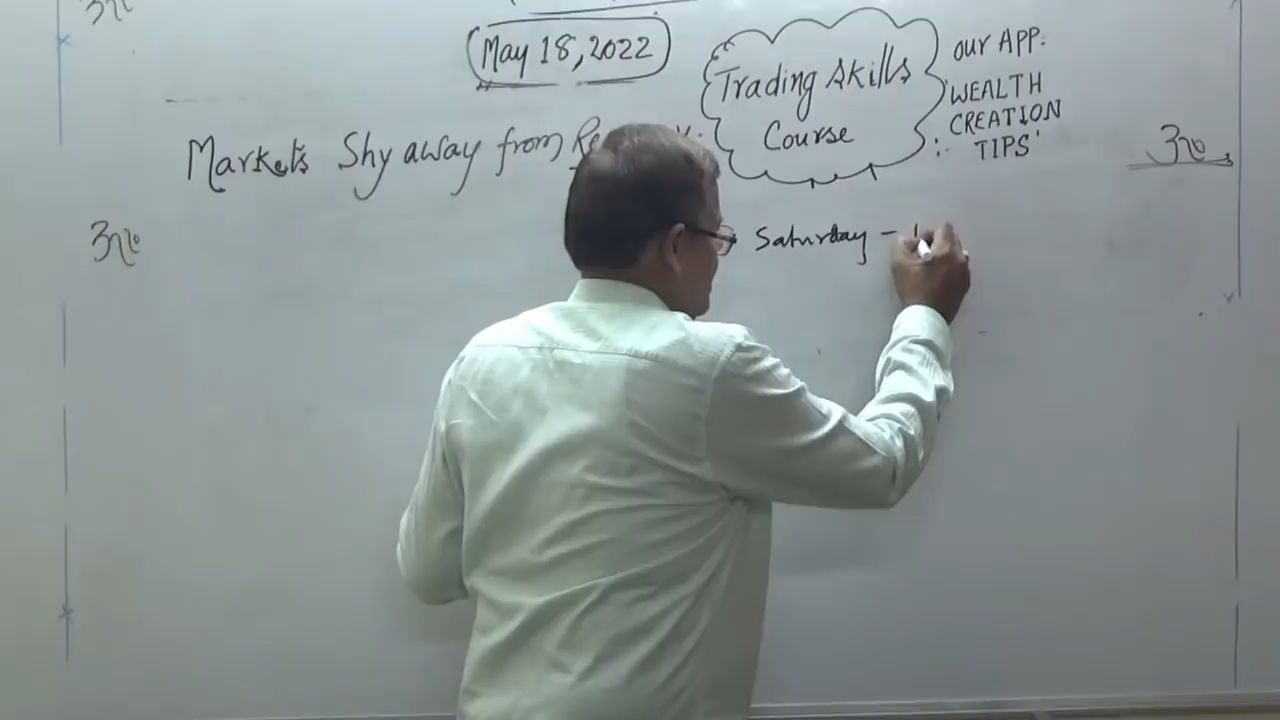 May 18, 2022
Trading Skills
Course
OUR APP:
'WEALTH
CREATION
TIPS'
Markets Shy away from
Saturday -